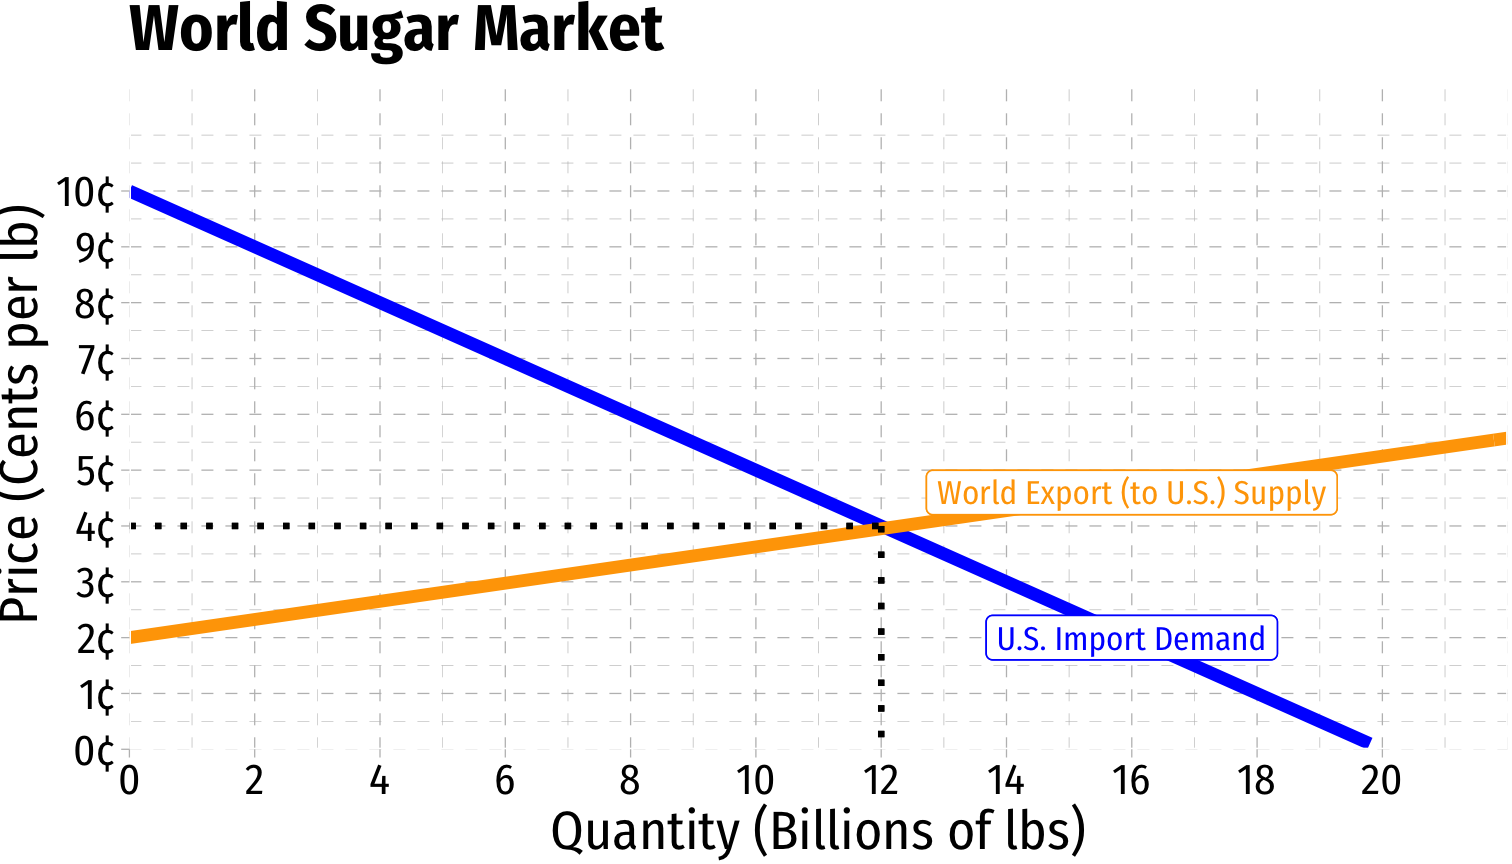 World Sugar Market
Price (Cents per lb)
10¢
9¢
8¢
7¢
6¢
5¢
4¢
3¢
2¢
1¢
0¢
World Export (to U.S.) Supply
U.S. Import Demand
0 2 4 6 8 10 12 14 16 18 20
Quantity (Billions of lbs)